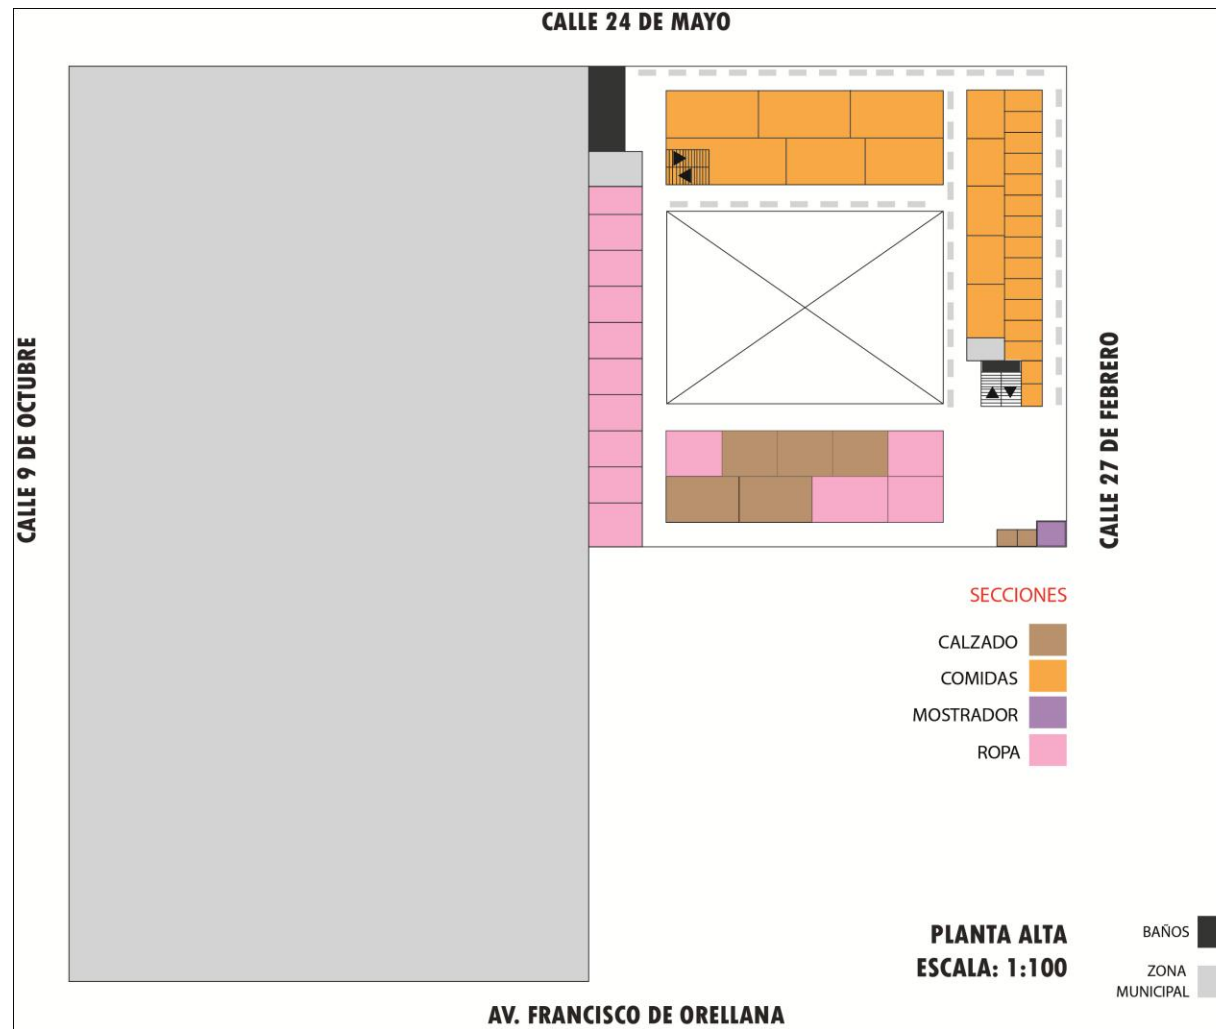 CALLE 24 DE MAYO
CALLE 9 DE OCTUBRE
CALLE 27 DE FEBRERO
SECCIONES
CALZADO
COMIDAS
MOSTRADOR
ROPA
PLANTA ALTA
ESCALA: 1:100
BAÑOS
ZONA
MUNICIPAL
AV. FRANCISCO DE ORELLANA